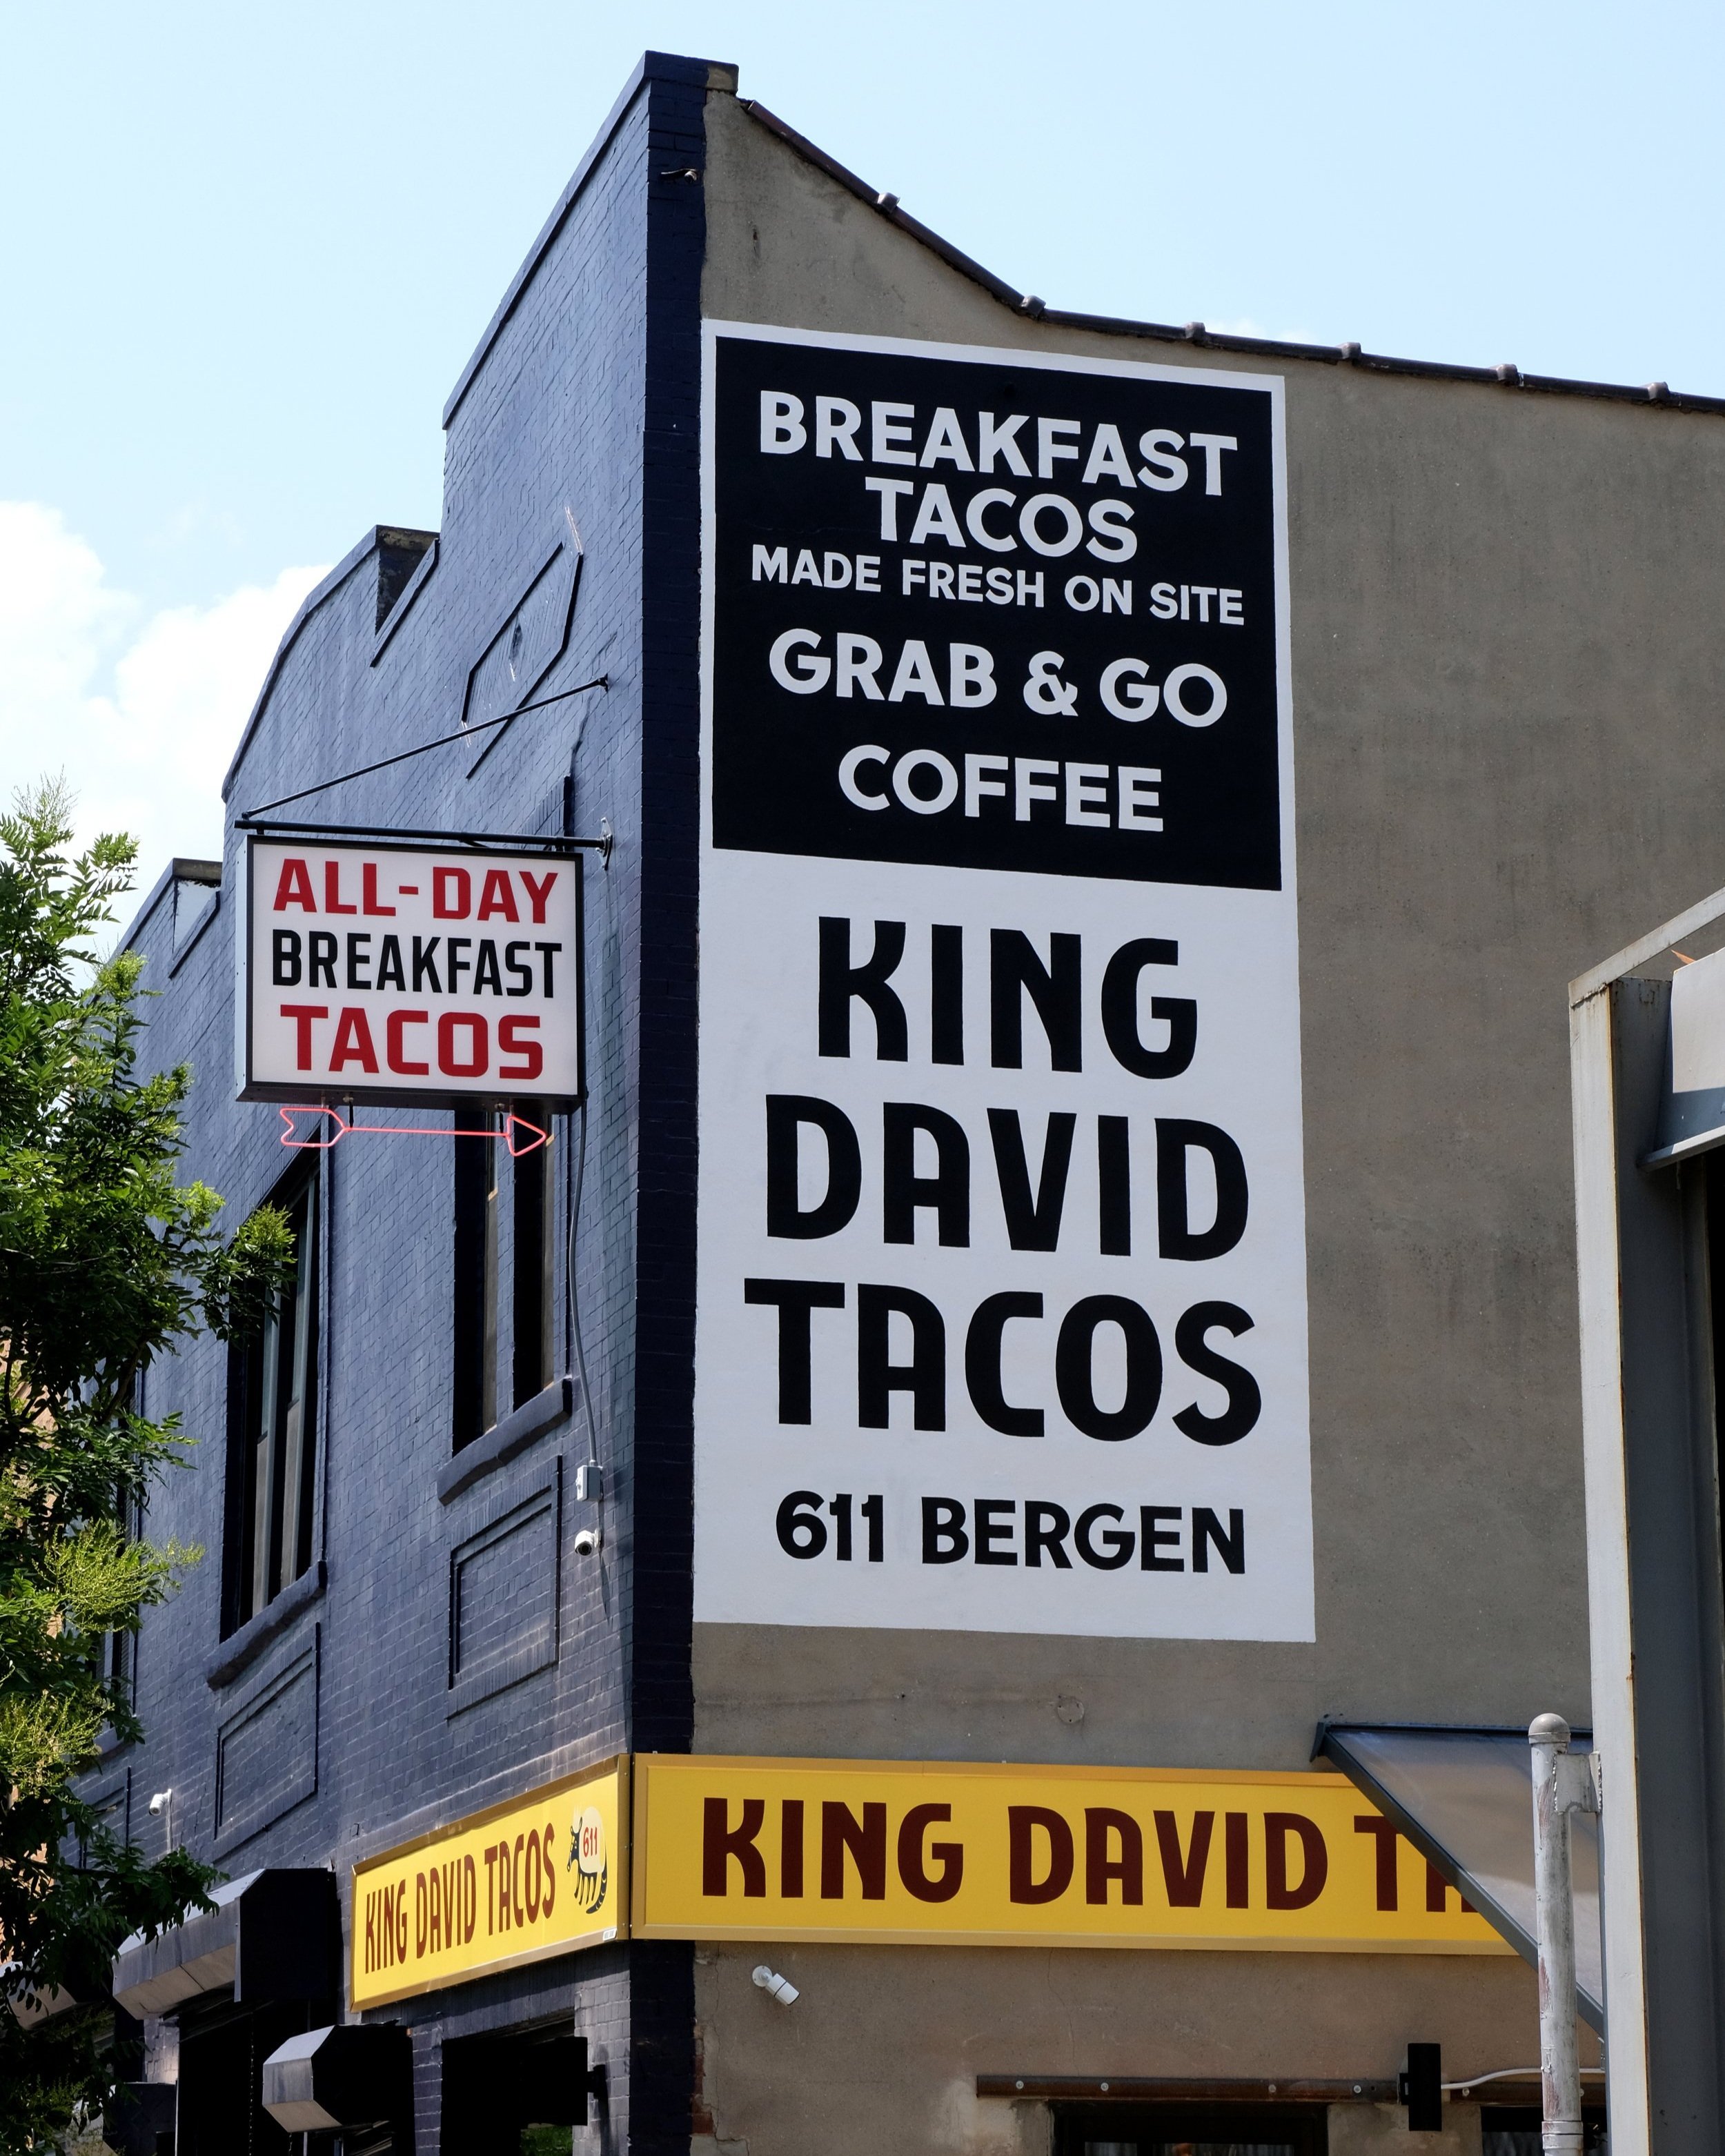 BREAKFAST
TACOS
MADE FRESH ON SITE
GRAB & GO
COFFEE
KING
DAVID
TACOS
611 BERGEN
ALL-DAY
BREAKFAST
TACOS
KING DAVID TACOS
611
KING DAVID TA